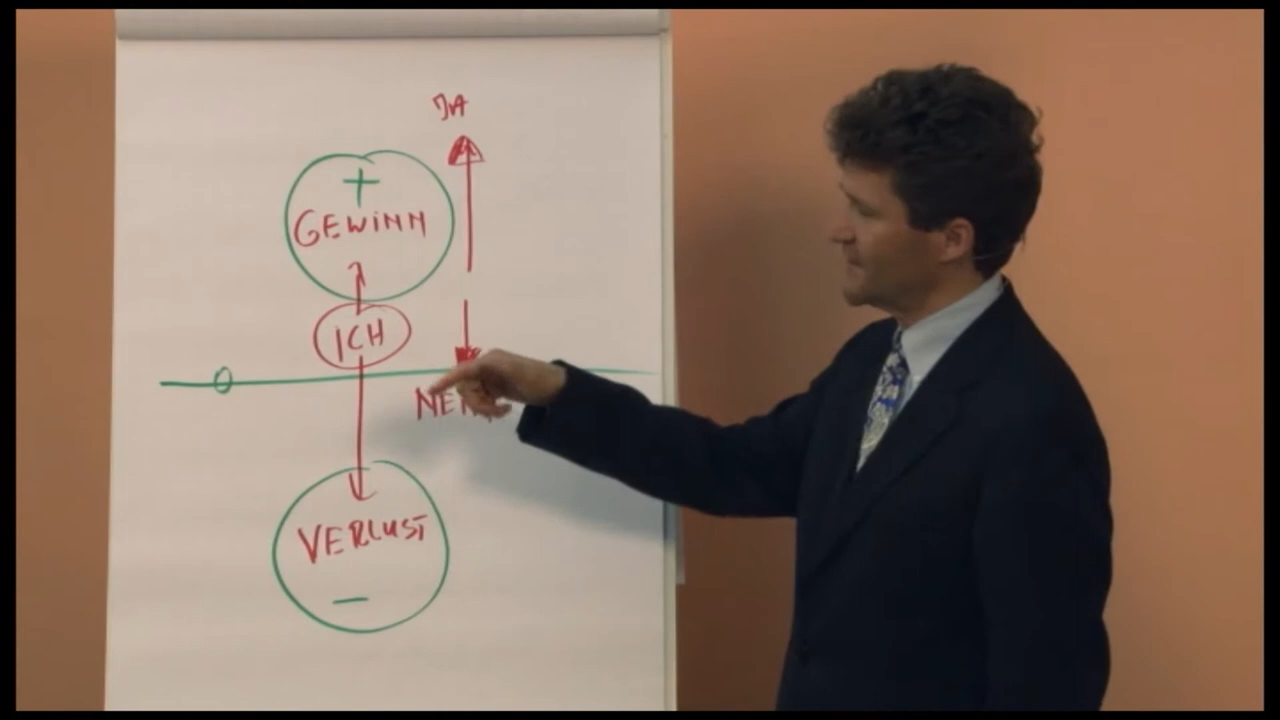 JA
+
GEWINN
ICH
0
VERLUST
−